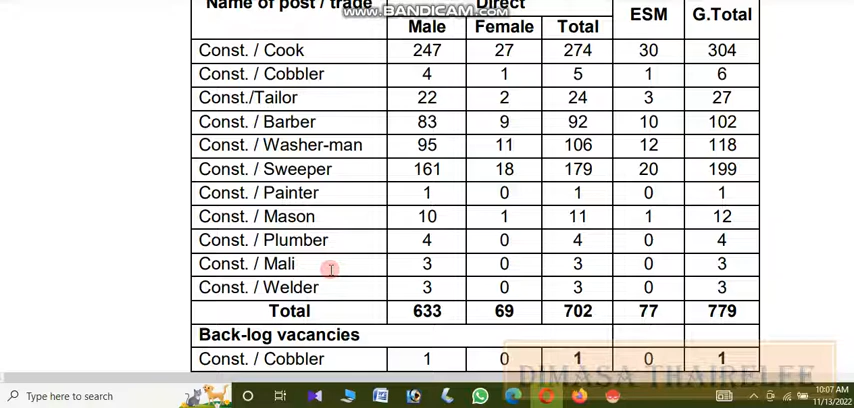 Name of post / trade Direct
www.BANDICAM.com
ESM G.Total
Male Female Total
Const. / Cook 247 27 274 30 304
Const. / Cobbler 4 1 5 1 6
Const./Tailor 22 2 24 3 27
Const. / Barber 83 9 92 10 102
Const. / Washer-man 95 11 106 12 118
Const. / Sweeper 161 18 179 20 199
Const. / Painter 1 0 1 0 1
Const. / Mason 10 1 11 1 12
Const. / Plumber 4 0 4 0 4
Const. / Mali 3 0 3 0 3
Const. / Welder 3 0 3 0 3
Total 633 69 702 77 779
Back-log vacancies
Const. / Cobbler 1 0 1 0 1
DIMASA THAIRELEE
Type here to search
10:07 AM
11/13/2022